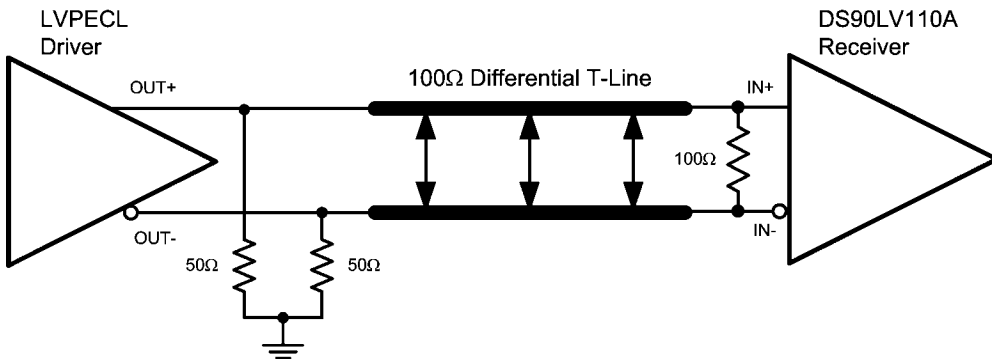 LVPECL
Driver
DS90LV110A
Receiver
OUT+
100Ω Differential T-Line
IN+
100Ω
OUT-
IN-
50Ω
50Ω